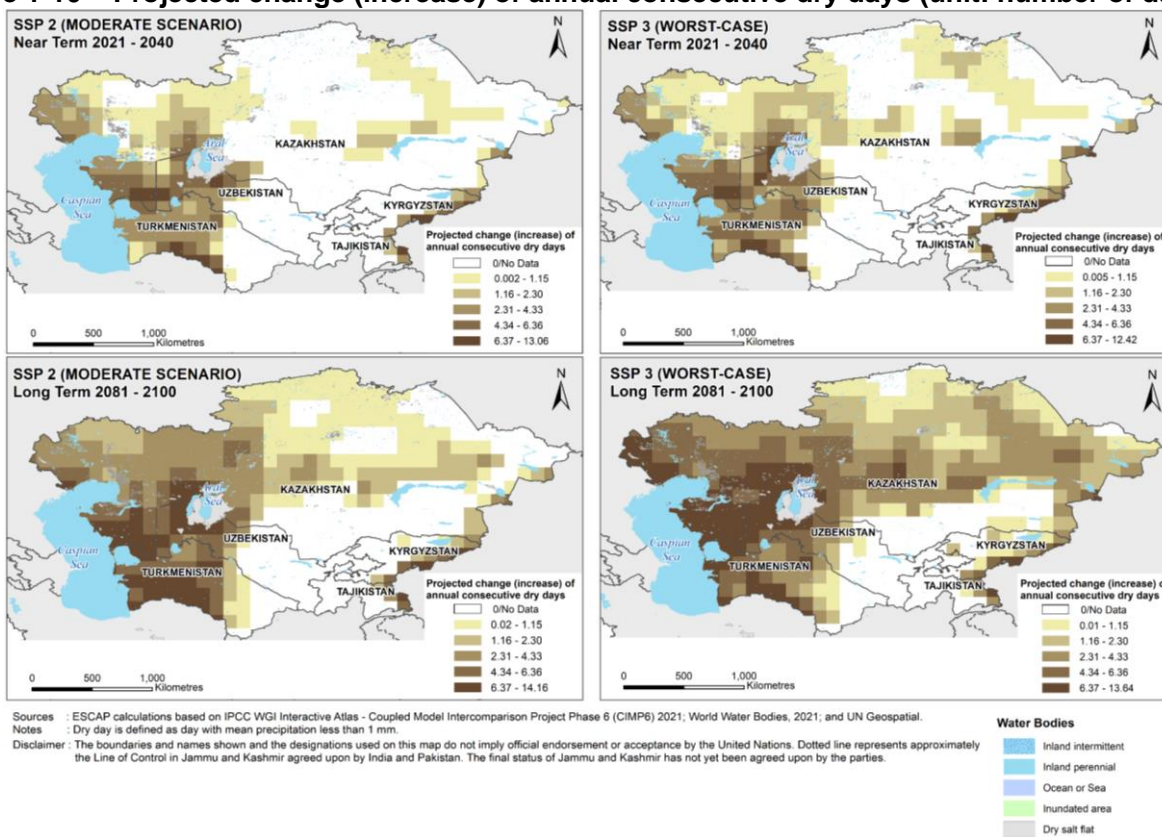 Projected change (increase) of annual consecutive dry days (unit: number of
SSP 2 (MODERATE SCENARIO)
Near Term 2021 - 2040
N
KAZAKHSTAN
Aral
Sea
UZBEKISTAN
Caspian
Sea
KYRGYZSTAN
TURKMENISTAN
TAJIKISTAN
Projected change (increase) of
annual consecutive dry days
0/No Data
0.002 - 1.15
1.16 - 2.30
2.31 - 4.33
4.34 - 6.36
6.37 - 13.06
0 500 1,000
Kilometres
SSP 3 (WORST-CASE)
Near Term 2021 - 2040
N
KAZAKHSTAN
Aral
Sea
UZBEKISTAN
Caspian
Sea
KYRGYZSTAN
TURKMENISTAN
TAJIKISTAN
Projected change (increase) of
annual consecutive dry days
0/No Data
0.005 - 1.15
1.16 - 2.30
2.31 - 4.33
4.34 - 6.36
6.37 - 12.42
0 500 1,000
Kilometres
SSP 2 (MODERATE SCENARIO)
Long Term 2081 - 2100
N
Aral
Sea
KAZAKHSTAN
UZBEKISTAN
Caspian
Sea
KYRGYZSTAN
TURKMENISTAN
TAJIKISTAN
Projected change (increase) of
annual consecutive dry days
0/No Data
0.02 - 1.15
1.16 - 2.30
2.31 - 4.33
4.34 - 6.36
6.37 - 14.16
0 500 1,000
Kilometres
SSP 3 (WORST-CASE)
Long Term 2081 - 2100
N
Aral
Sea
KAZAKHSTAN
UZBEKISTAN
Caspian
Sea
KYRGYZSTAN
TURKMENISTAN
TAJIKISTAN
Projected change (increase) o
annual consecutive dry days
0/No Data
0.01 - 1.15
1.16 - 2.30
2.31 - 4.33
4.34 - 6.36
6.37 - 13.64
0 500 1,000
Kilometres
Sources : ESCAP calculations based on IPCC WGI Interactive Atlas - Coupled Model Intercomparison Project Phase 6 (CIMP6) 2021; World Water Bodies, 2021; and UN Geospatial.
Notes : Dry day is defined as day with mean precipitation less than 1 mm.
Disclaimer : The boundaries and names shown and the designations used on this map do not imply official endorsement or acceptance by the United Nations. Dotted line represents approximately
the Line of Control in Jammu and Kashmir agreed upon by India and Pakistan. The final status of Jammu and Kashmir has not yet been agreed upon by the parties.
Water Bodies
Inland intermittent
Inland perennial
Ocean or Sea
Inundated area
Dry salt flat